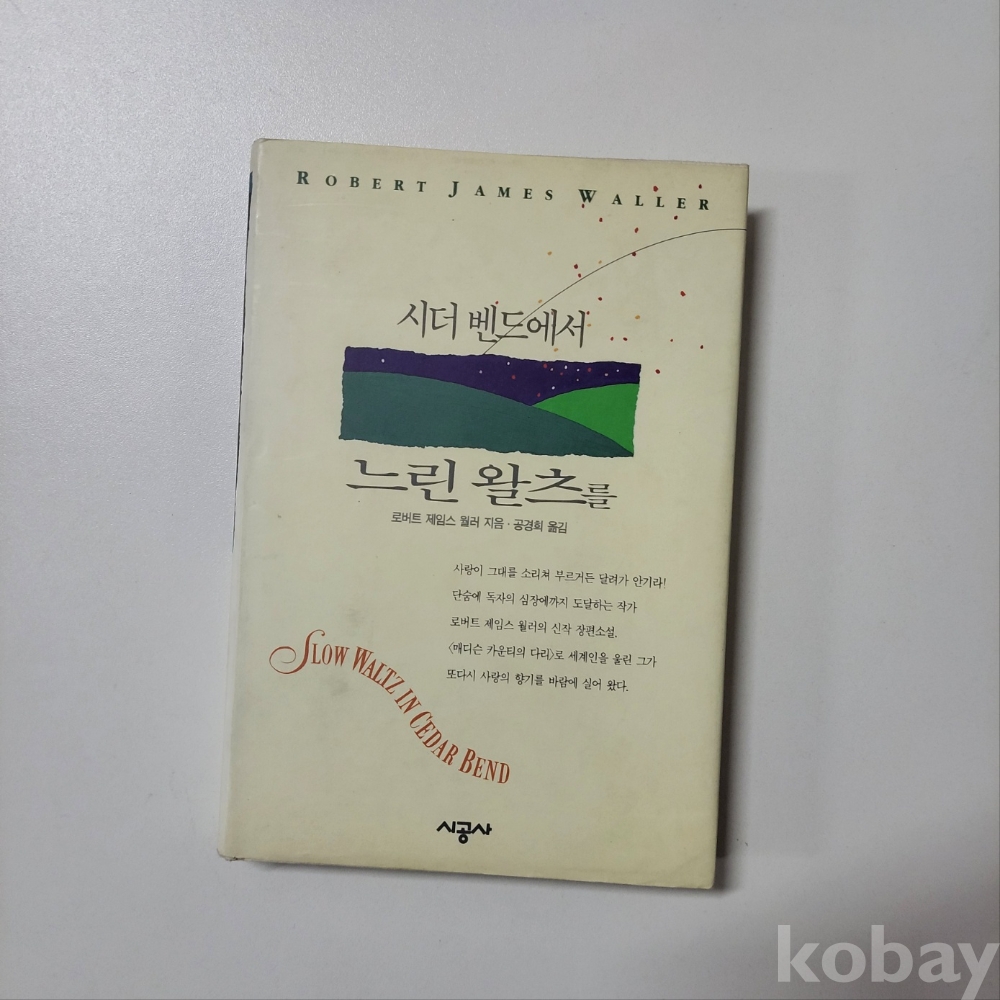 ROBERT JAMES WALLER
시더 벤드에서
느린 왈츠를
로버트 제임스 월러 지음·공경희 옮김
사랑이 그대를 소리쳐 부르거든 달려가 안기라!
단숨에 독자의 심장에까지 도달하는 작가
로버트 제임스 월러의 신작 장편소설.
〈매디슨 카운티의 다리〉로 세계인을 울린 그가
또다시 사랑의 향기를 바람에 실어 왔다.
SLOW WALTZ IN CEDAR BEND
시공사
kobay